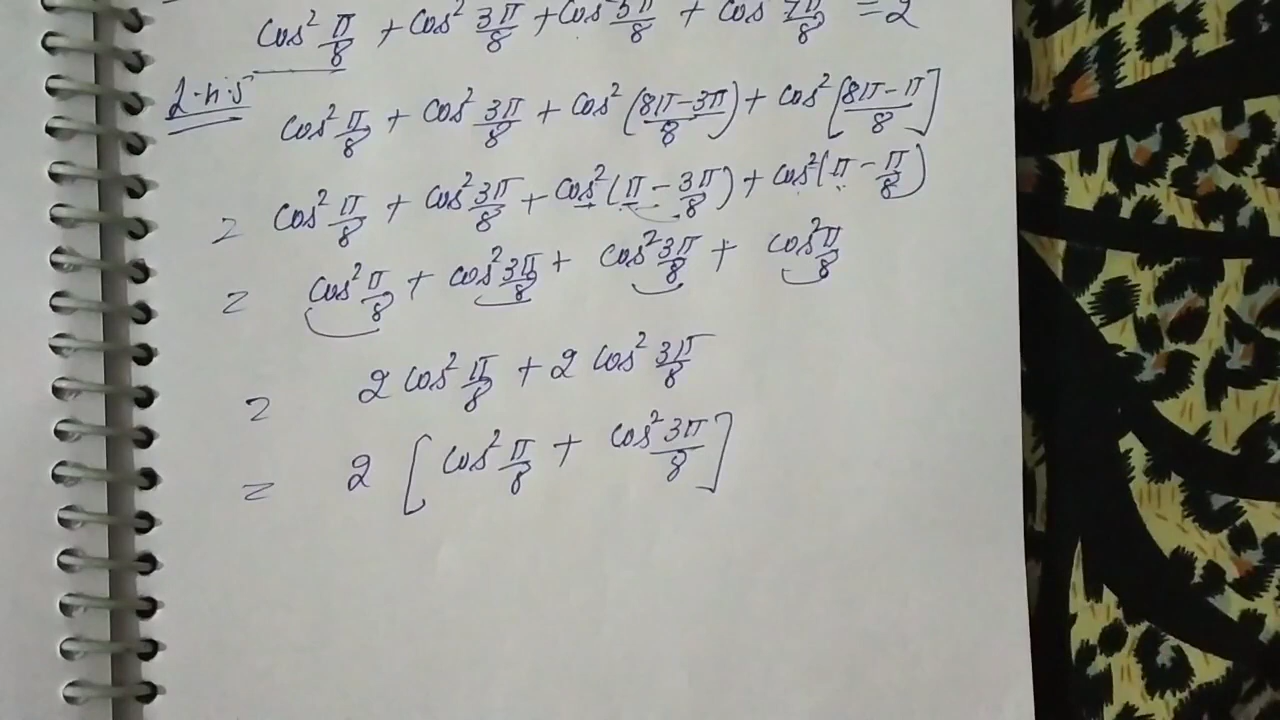 cos² π/8 + cos² 3π/8 + cos² 5π/8 + cos² 7π/8 = 2
L.H.S
cos² π/8 + cos² 3π/8 + cos² (8π-3π/8) + cos² [8π-π/8]
= cos² π/8 + cos² 3π/8 + cos² (π - 3π/8) + cos² (π - π/8)
= cos² π/8 + cos² 3π/8 + cos² 3π/8 + cos² π/8
= 2 cos² π/8 + 2 cos² 3π/8
= 2 [cos² π/8 + cos² 3π/8]